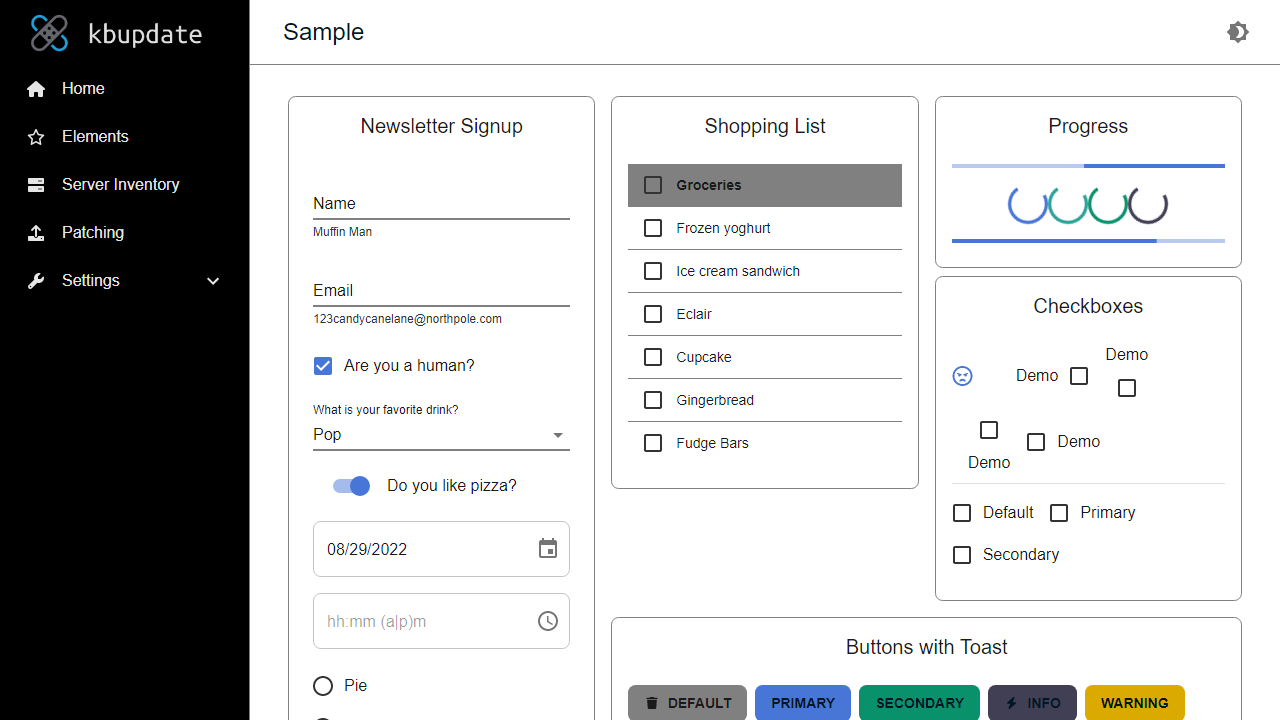 kbupdate
Home
Elements
Server Inventory
Patching
Settings
Sample
Newsletter Signup
Name
Muffin Man
Email
123candycanelane@northpole.com
Are you a human?
What is your favorite drink?
Pop
Do you like pizza?
08/29/2022
hh:mm (a|p)m
Pie
Shopping List
Groceries
Frozen yoghurt
Ice cream sandwich
Eclair
Cupcake
Gingerbread
Fudge Bars
Progress
Checkboxes
Demo
Demo
Demo
Demo
Default
Primary
Secondary
Buttons with Toast
DEFAULT
PRIMARY
SECONDARY
INFO
WARNING